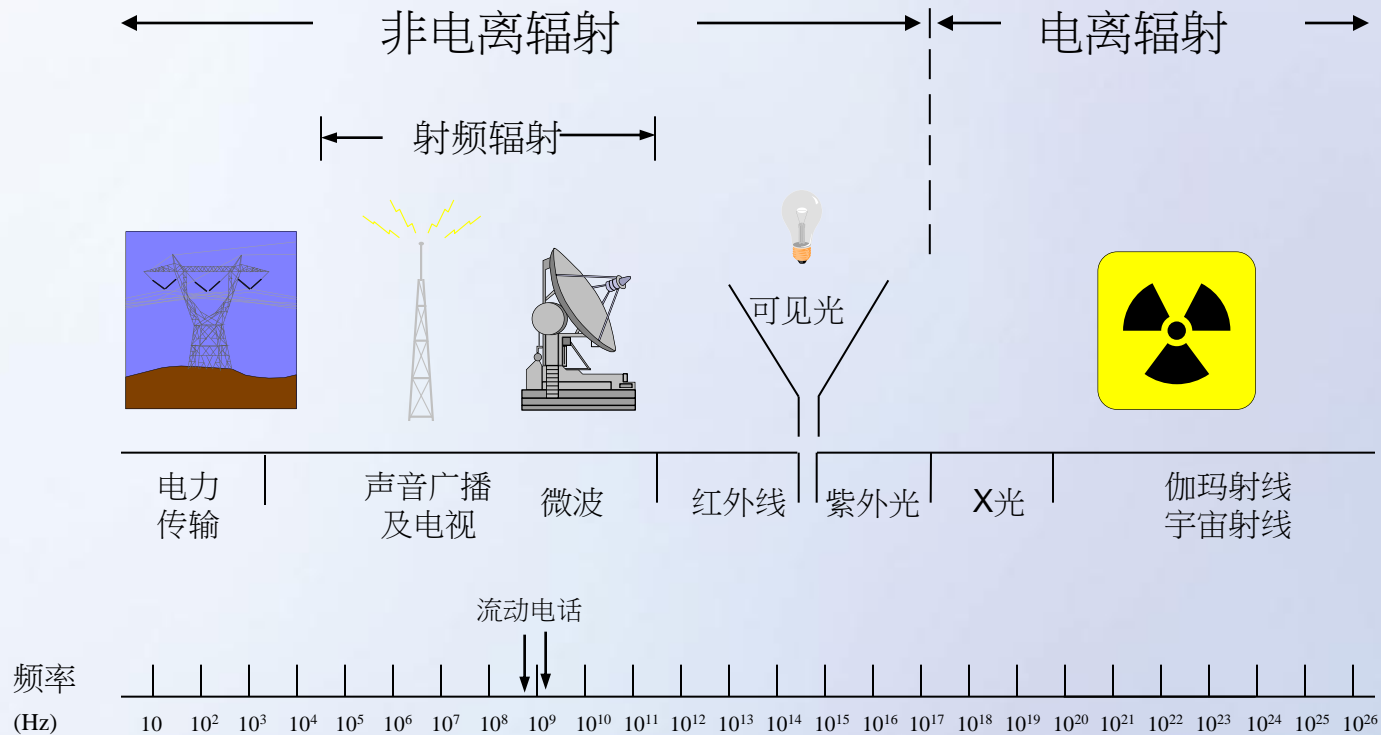 非电离辐射 电离辐射
射频辐射
可见光
电力
传输
声音广播
及电视
微波
红外线
紫外光
X光
伽玛射线
宇宙射线
流动电话
频率
(Hz) 10 10² 10³ 10⁴ 10⁵ 10⁶ 10⁷ 10⁸ 10⁹ 10¹⁰ 10¹¹ 10¹² 10¹³ 10¹⁴ 10¹⁵ 10¹⁶ 10¹⁷ 10¹⁸ 10¹⁹ 10²⁰ 10²¹ 10²² 10²³ 10²⁴ 10²⁵ 10²⁶